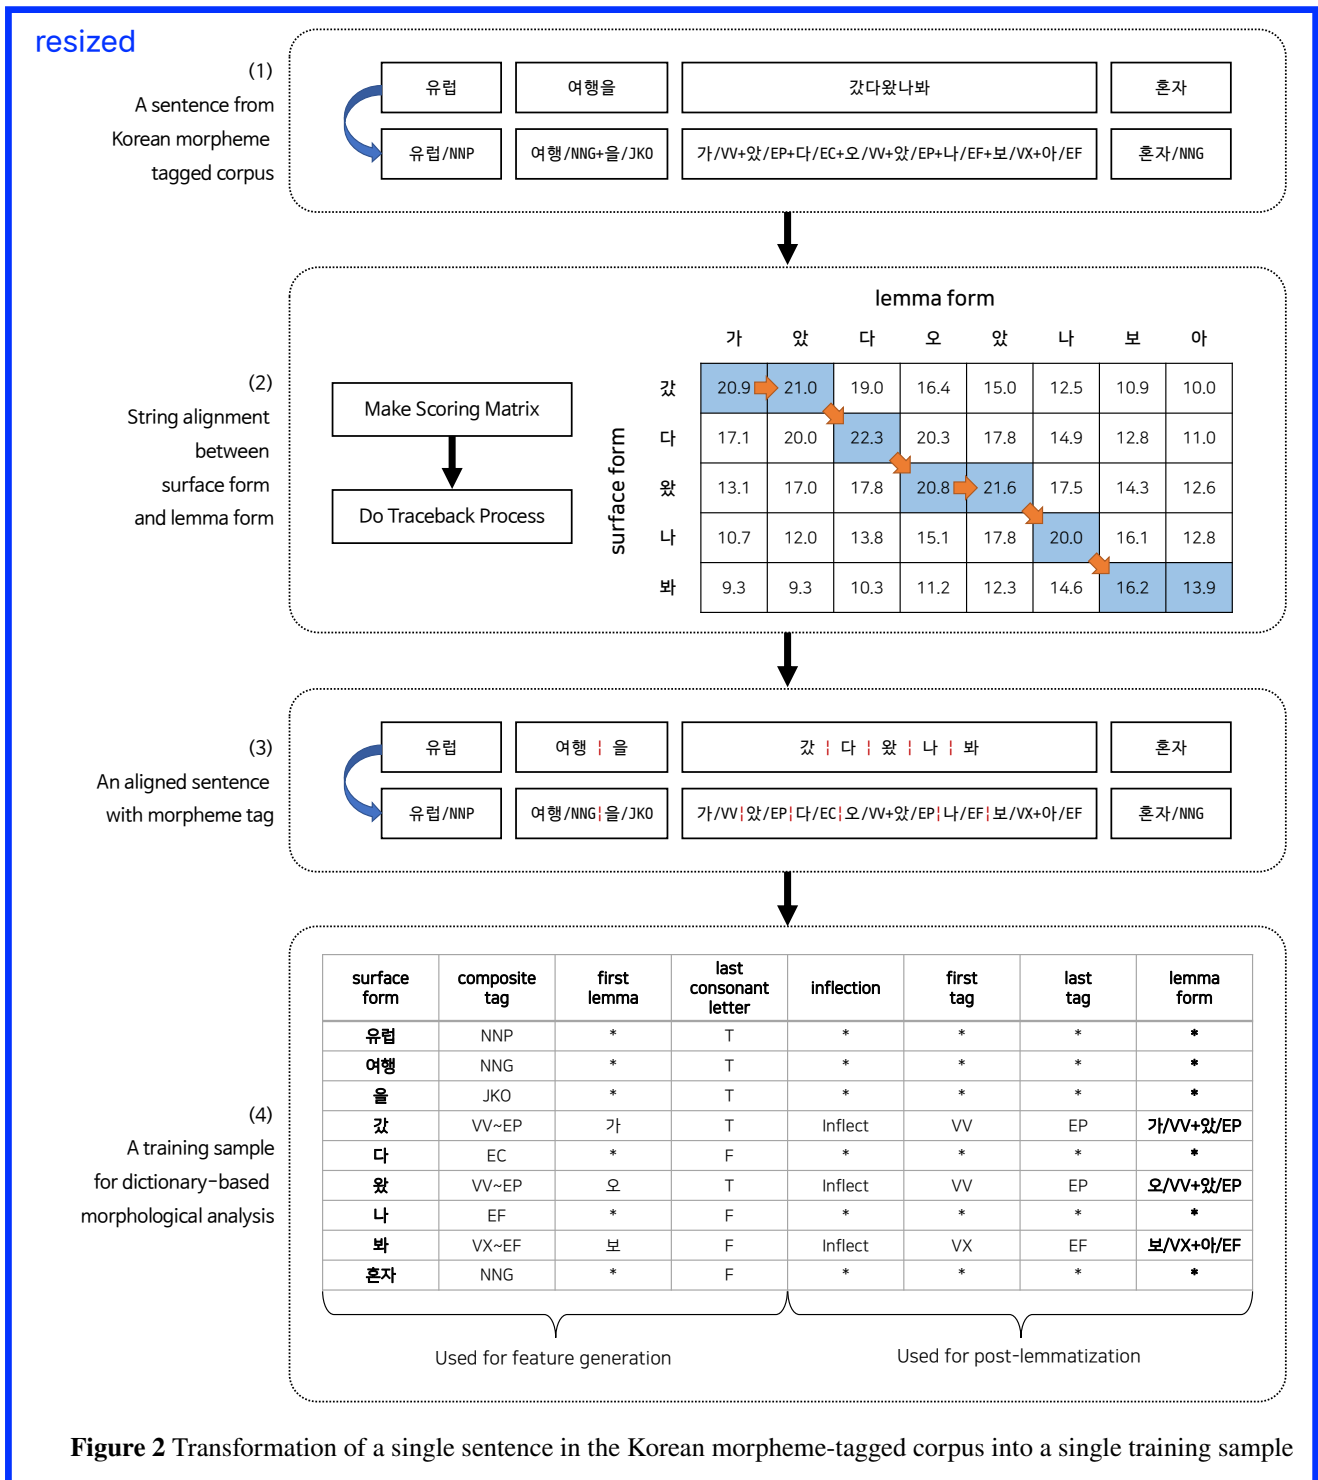 resized
(1)
A sentence from
Korean morpheme
tagged corpus
유럽 여행을 갔다왔나봐 혼자
유럽/NNP 여행/NNG+을/JKO 가/VV+았/EP+다/EC+오/VV+았/EP+나/EF+보/VX+아/EF 혼자/NNG
(2)
String alignment
between
surface form
and lemma form
Make Scoring Matrix
Do Traceback Process
lemma form
surface form
가 았 다 오 았 나 보 아
갔 20.9 21.0 19.0 16.4 15.0 12.5 10.9 10.0
다 17.1 20.0 22.3 20.3 17.8 14.9 12.8 11.0
왔 13.1 17.0 17.8 20.8 21.6 17.5 14.3 12.6
나 10.7 12.0 13.8 15.1 17.8 20.0 16.1 12.8
봐 9.3 9.3 10.3 11.2 12.3 14.6 16.2 13.9
(3)
An aligned sentence
with morpheme tag
유럽 여행 ¦ 을 갔 ¦ 다 ¦ 왔 ¦ 나 ¦ 봐 혼자
유럽/NNP 여행/NNG¦을/JKO 가/VV¦았/EP¦다/EC¦오/VV+았/EP¦나/EF¦보/VX+아/EF 혼자/NNG
(4)
A training sample
for dictionary-based
morphological analysis
surface form composite tag first lemma last consonant letter inflection first tag last tag lemma form
유럽 NNP * T * * * *
여행 NNG * T * * * *
을 JKO * T * * * *
갔 VV~EP 가 T Inflect VV EP 가/VV+았/EP
다 EC * F * * * *
왔 VV~EP 오 T Inflect VV EP 오/VV+았/EP
나 EF * F * * * *
봐 VX~EF 보 F Inflect VX EF 보/VX+아/EF
혼자 NNG * F * * * *
Used for feature generation
Used for post-lemmatization
Figure 2 Transformation of a single sentence in the Korean morpheme-tagged corpus into a single training sample